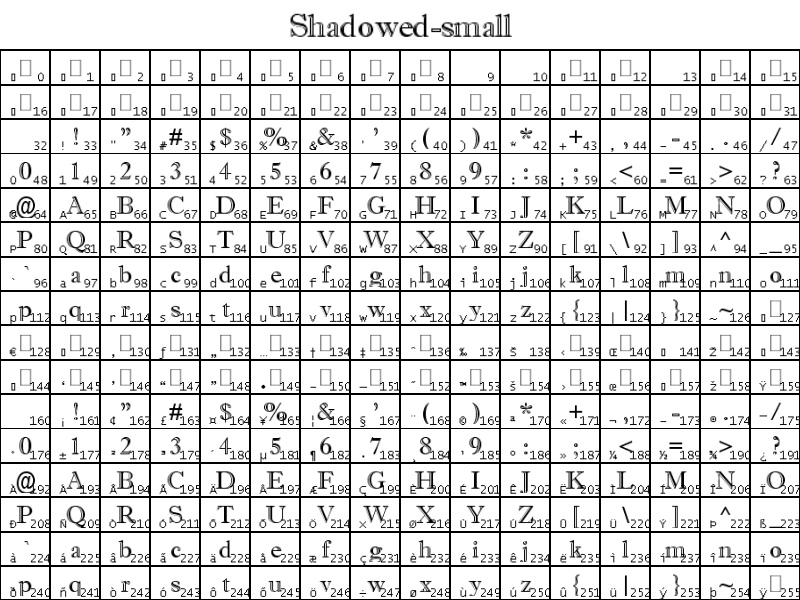 Shadowed-small
0 1 2 3 4 5 6 7 8 9 10 11 12 13 14 15
16 17 18 19 20 21 22 23 24 25 26 27 28 29 30 31
32 ! ! 33 " ” 34 # # 35 $ $ 36 % % 37 & & 38 ' ’ 39 ( ( 40 ) ) 41 * * 42 + + 43 , , 44 - - 45 . . 46 / / 47
0 0 48 1 1 49 2 2 50 3 3 51 4 4 52 5 5 53 6 6 54 7 7 55 8 8 56 9 9 57 : : 58 ; ; 59 < < 60 = = 61 > > 62 ? ? 63
@ @ 64 A A 65 B B 66 C C 67 D D 68 E E 69 F F 70 G G 71 H H 72 I I 73 J J 74 K K 75 L L 76 M M 77 N N 78 O O 79
P P 80 Q Q 81 R R 82 S S 83 T T 84 U U 85 V V 86 W W 87 X X 88 Y Y 89 Z Z 90 [ [ 91 \ \ 92 ] ] 93 ^ ^ 94 _ _ 95
` ` 96 a a 97 b b 98 c c 99 d d 100 e e 101 f f 102 g g 103 h h 104 i i 105 j j 106 k k 107 l l 108 m m 109 n n 110 o o 111
p p 112 q q 113 r r 114 s s 115 t t 116 u u 117 v v 118 w w 119 x x 120 y y 121 z z 122 { { 123 | | 124 } } 125 ~ ~ 126 127
€ 128 129 ‚ 130 ƒ 131 „ 132 … 133 † 134 ‡ 135 ˆ 136 ‰ 137 Š 138 ‹ 139 Œ 140 141 Ž 142 143
144 ‘ 145 ’ 146 “ 147 ” 148 • 149 – 150 — 151 ˜ 152 ™ 153 š 154 › 155 œ 156 157 ž 158 Ÿ 159
160 ¡ ! 161 ¢ ” 162 £ # 163 ¤ $ 164 ¥ % 165 ¦ & 166 § ’ 167 ¨ ( 168 © ) 169 ª * 170 « + 171 ¬ , 172 - 173 ® . 174 ¯ / 175
° 0 176 ± 1 177 ² 2 178 ³ 3 179 ´ 4 180 µ 5 181 ¶ 6 182 · 7 183 ¸ 8 184 ¹ 9 185 º : 186 » ; 187 ¼ < 188 ½ = 189 ¾ > 190 ¿ ? 191
À @ 192 Á A 193 Â B 194 Ã C 195 Ä D 196 Å E 197 Æ F 198 Ç G 199 È H 200 É I 201 Ê J 202 Ë K 203 Ì L 204 Í M 205 Î N 206 Ï O 207
Ð P 208 Ñ Q 209 Ò R 210 Ó S 211 Ô T 212 Õ U 213 Ö V 214 × W 215 Ø X 216 Ù Y 217 Ú Z 218 Û [ 219 Ü \ 220 Ý ] 221 Þ ^ 222 ß _ 223
à ` 224 á a 225 â b 226 ã c 227 ä d 228 å e 229 æ f 230 ç g 231 è h 232 é i 233 ê j 234 ë k 235 ì l 236 í m 237 î n 238 ï o 239
ð p 240 ñ q 241 ò r 242 ó s 243 ô t 244 õ u 245 ö v 246 ÷ w 247 ø x 248 ù y 249 ú z 250 û { 251 ü | 252 ý } 253 þ ~ 254 ÿ 255